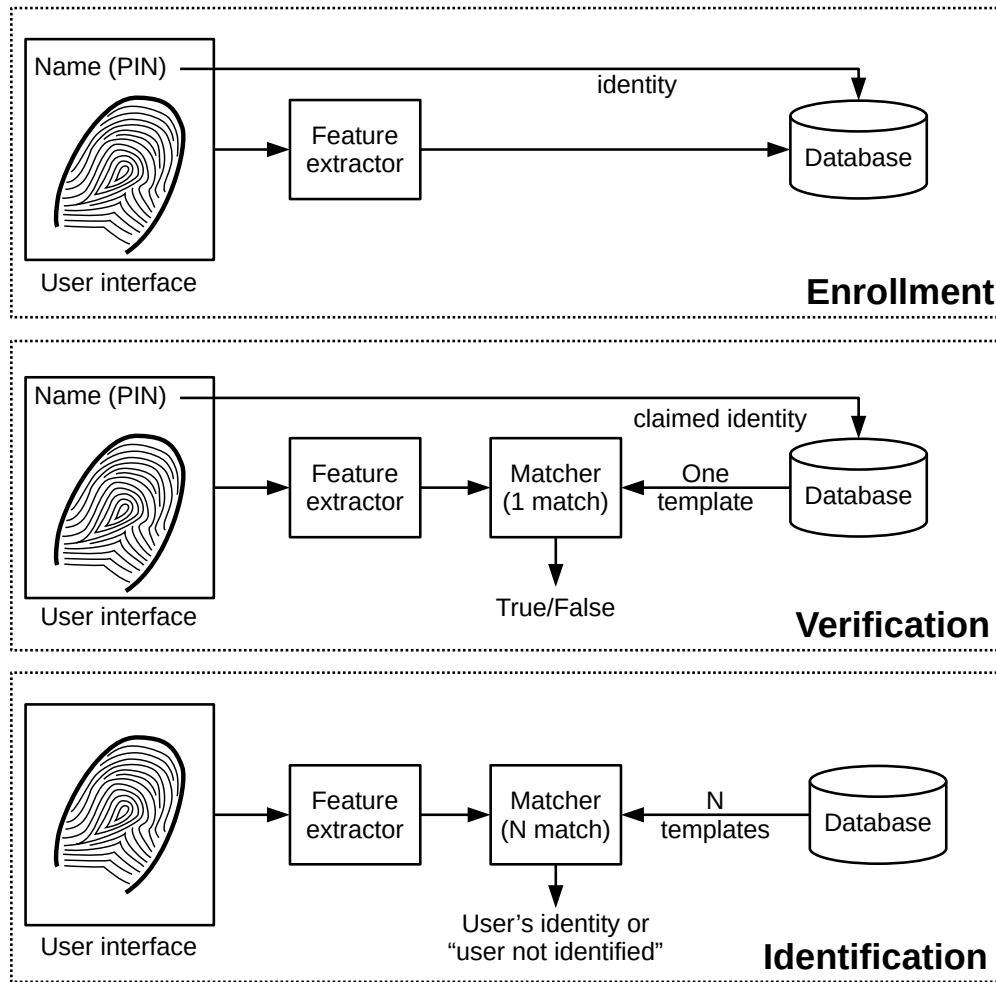 Name (PIN)
identity
Feature
extractor
Database
User interface
Enrollment
Name (PIN)
claimed identity
Feature
extractor
Matcher
(1 match)
One
template
Database
True/False
User interface
Verification
Feature
extractor
Matcher
(N match)
N
templates
Database
User interface
User’s identity or
“user not identified”
Identification